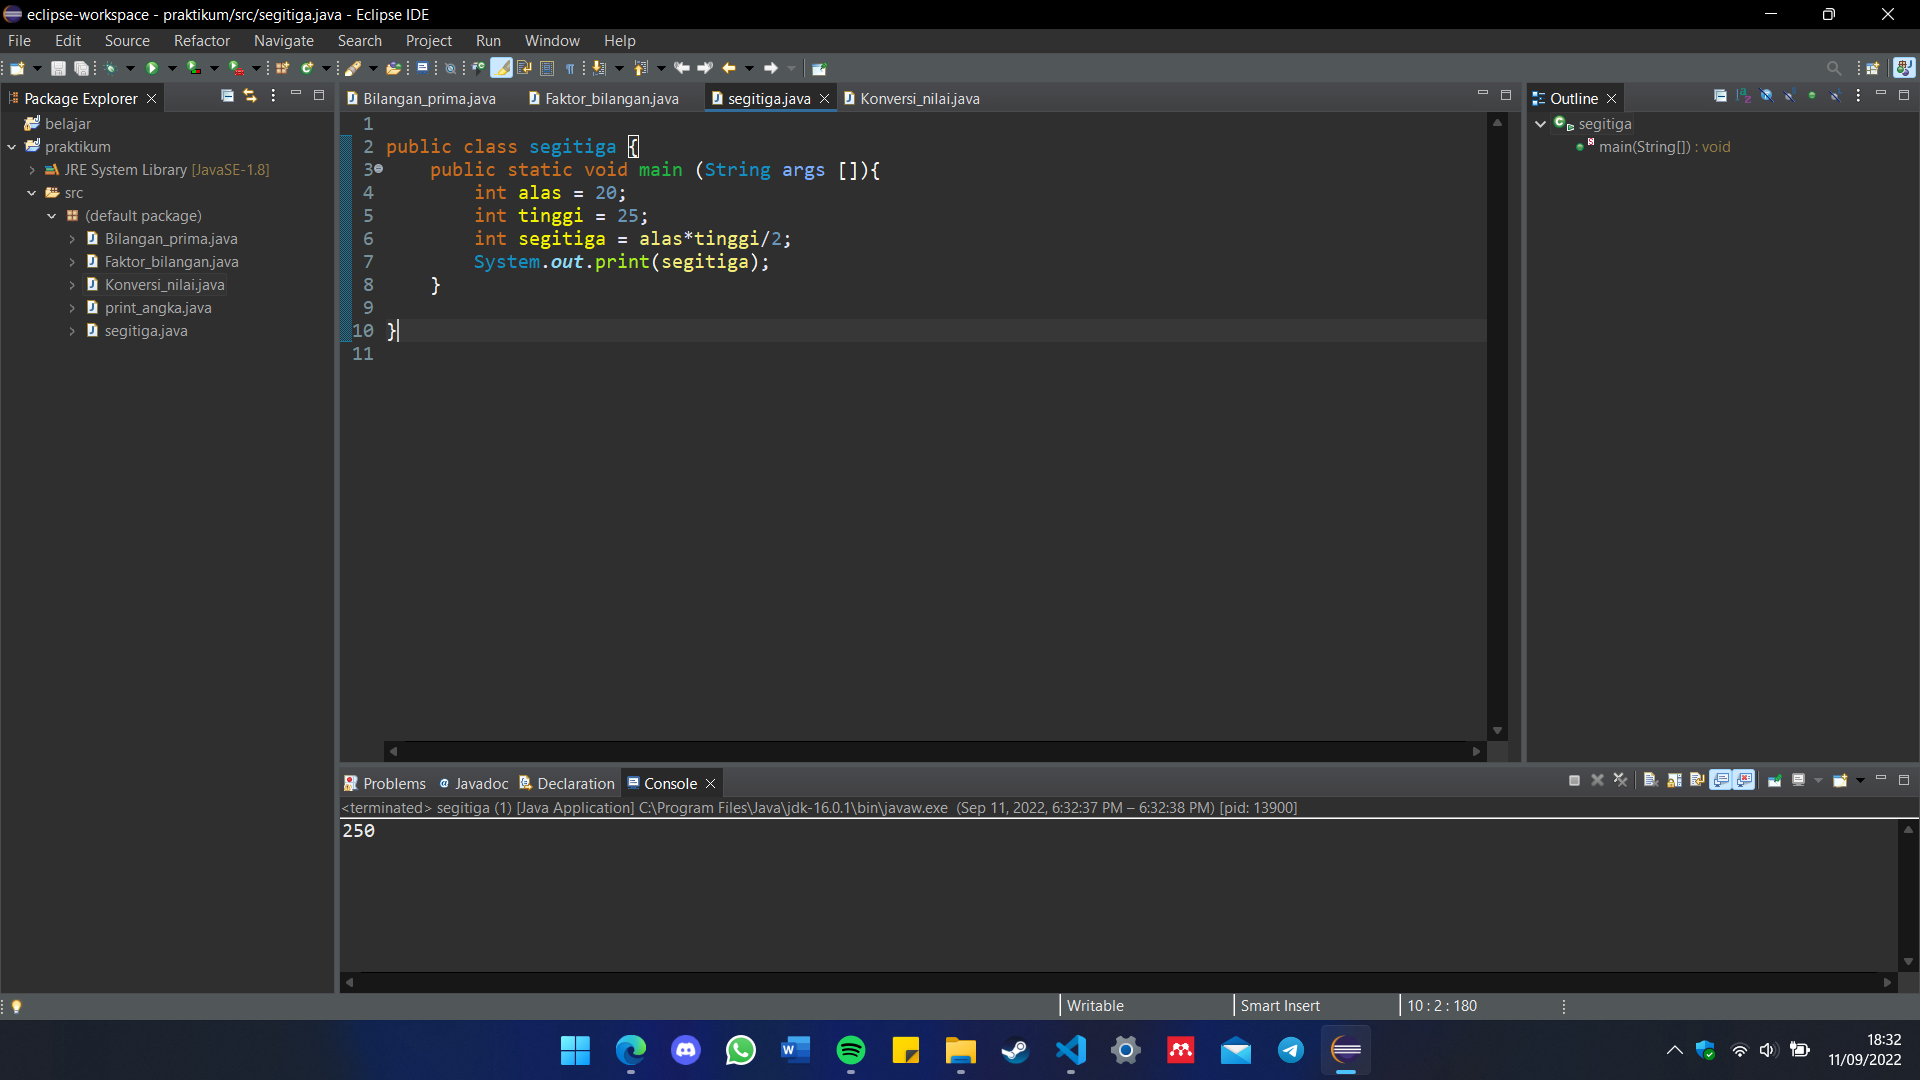 eclipse-workspace - praktikum/src/segitiga.java - Eclipse IDE
File Edit Source Refactor Navigate Search Project Run Window Help
Package Explorer
belajar
praktikum
JRE System Library [JavaSE-1.8]
src
(default package)
Bilangan_prima.java
Faktor_bilangan.java
Konversi_nilai.java
print_angka.java
segitiga.java
Bilangan_prima.java Faktor_bilangan.java segitiga.java Konversi_nilai.java
1
2 public class segitiga {
3 public static void main (String args []){
4 int alas = 20;
5 int tinggi = 25;
6 int segitiga = alas*tinggi/2;
7 System.out.print(segitiga);
8 }
9
10 }
11
Outline
segitiga
main(String[]) : void
Problems Javadoc Declaration Console
<terminated> segitiga (1) [Java Application] C:\Program Files\Java\jdk-16.0.1\bin\javaw.exe (Sep 11, 2022, 6:32:37 PM – 6:32:38 PM) [pid: 13900]
250
Writable Smart Insert 10 : 2 : 180
18:32
11/09/2022